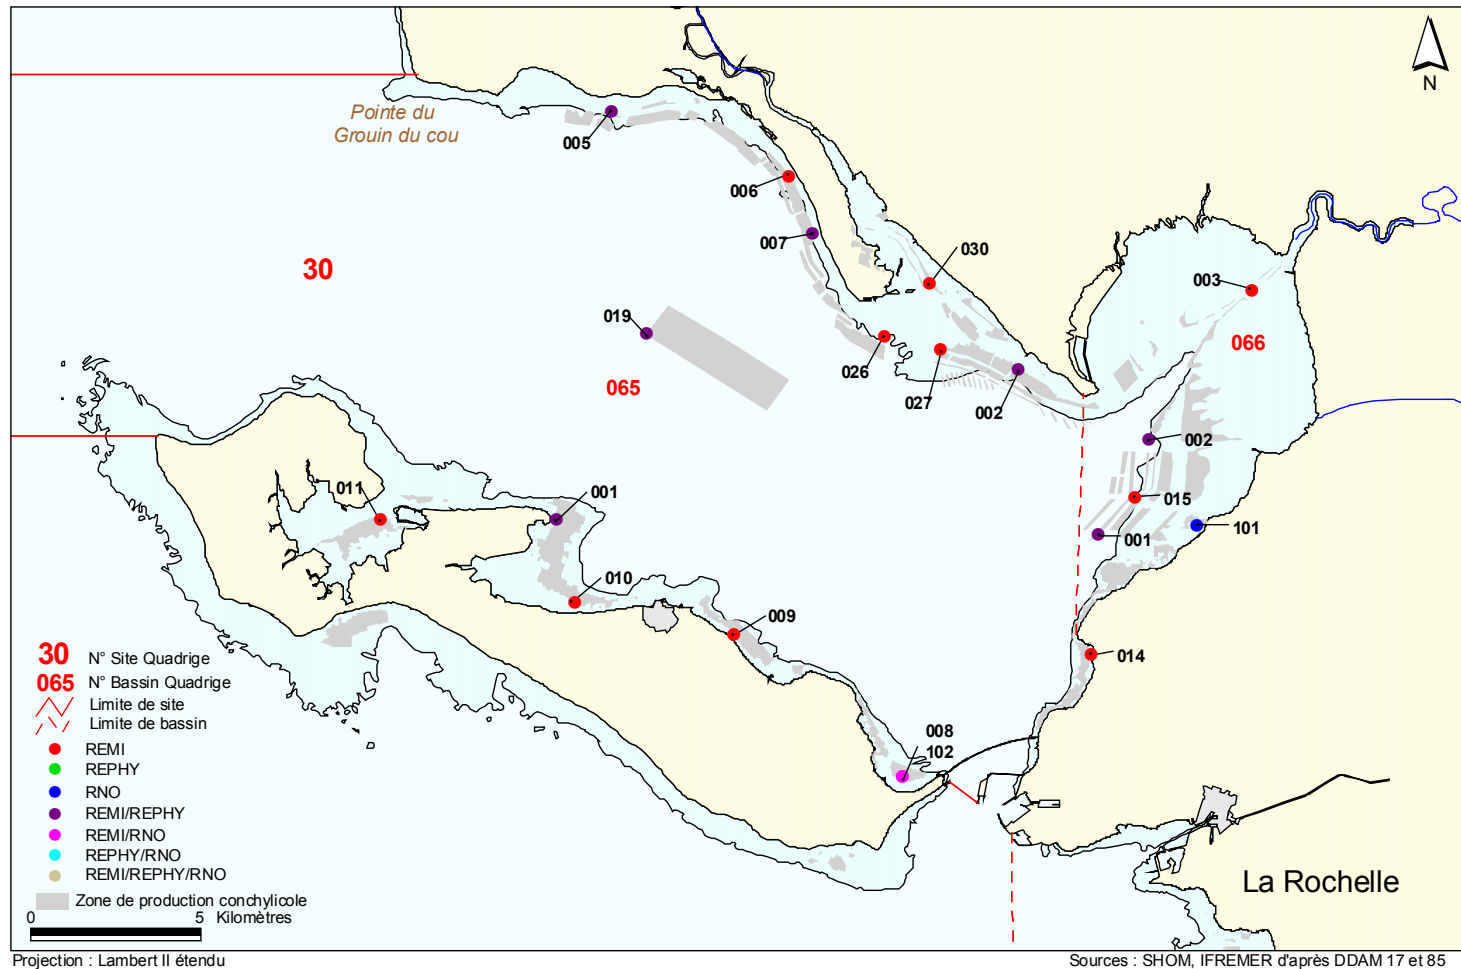 N
Pointe du
Grouin du cou
005
006
007
030
003
30
019
026
066
065
027
002
002
011
001
015
001
101
010
009
014
008
102
30 N° Site Quadrige
065 N° Bassin Quadrige
Limite de site
Limite de bassin
REMI
REPHY
RNO
REMI/REPHY
REMI/RNO
REPHY/RNO
REMI/REPHY/RNO
Zone de production conchylicole
0 5 Kilomètres
La Rochelle
Projection : Lambert II étendu
Sources : SHOM, IFREMER d'après DDAM 17 et 85